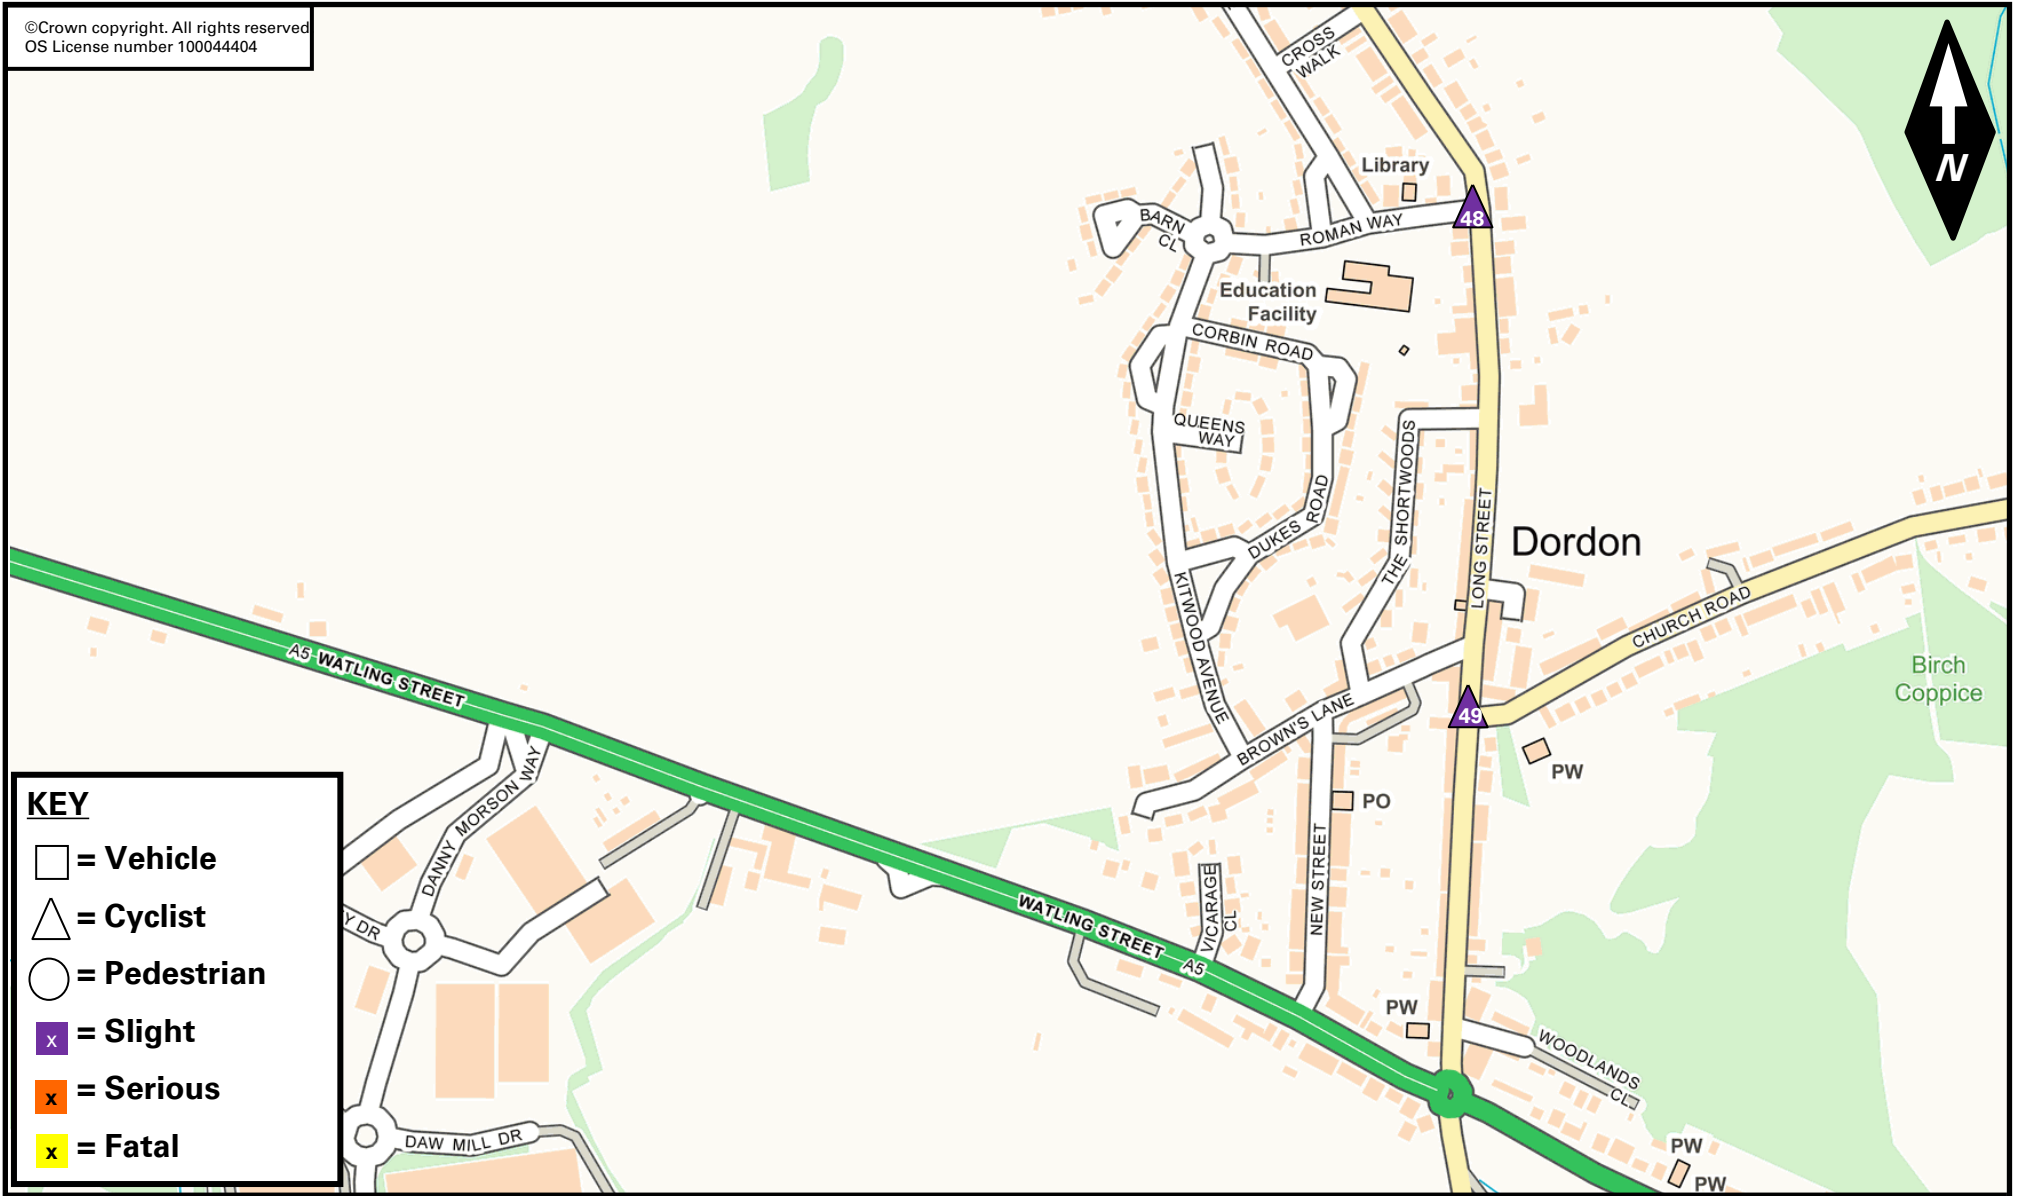 ©Crown copyright. All rights reserved
OS License number 100044404
CROSS
WALK
N
Library
48
BARN
CL
ROMAN WAY
Education
Facility
CORBIN ROAD
QUEENS
WAY
THE SHORTWOODS
DUKES ROAD
LONG STREET
Dordon
CHURCH ROAD
KITWOOD AVENUE
Birch
Coppice
A5 WATLING STREET
49
BROWN'S LANE
PW
DANNY MORSON WAY
PO
NEW STREET
VICARAGE
CL
WATLING STREET A5
Y DR
PW
WOODLANDS
CL
DAW MILL DR
PW
PW
KEY
= Vehicle
= Cyclist
= Pedestrian
x = Slight
x = Serious
x = Fatal